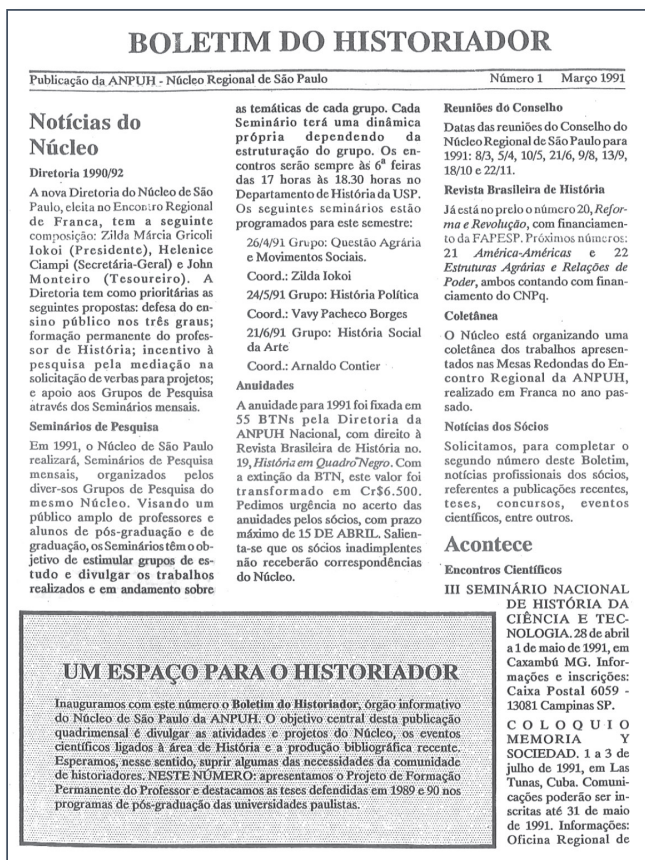 BOLETIM DO HISTORIADOR
Publicação da ANPUH - Núcleo Regional de São Paulo
Número 1 Março 1991
Notícias do
Núcleo
Diretoria 1990/92
A nova Diretoria do Núcleo de São
Paulo, eleita no Encontro Regional
de Franca, tem a seguinte
composição: Zilda Márcia Gricoli
Iokoi (Presidente), Helenice
Ciampi (Secretária-Geral) e John
Monteiro (Tesoureiro). A
Diretoria tem como prioritárias as
seguintes propostas: defesa do en-
sino público nos três graus;
formação permanente do profes-
sor de História; incentivo à
pesquisa pela mediação na
solicitação de verbas para projetos;
e apoio aos Grupos de Pesquisa
através dos Seminários mensais.
Seminários de Pesquisa
Em 1991, o Núcleo de São Paulo
realizará, Seminários de Pesquisa
mensais, organizados pelos
diver-sos Grupos de Pesquisa do
mesmo Núcleo. Visando um
público amplo de professores e
alunos de pós-graduação e de
graduação, os Seminários têm o ob-
jetivo de estimular grupos de es-
tudo e divulgar os trabalhos
realizados e em andamento sobre
as temáticas de cada grupo. Cada
Seminário terá uma dinâmica
própria dependendo da
estruturação do grupo. Os en-
contros serão sempre às 6ª feiras
das 17 horas às 18.30 horas no
Departamento de História da USP.
Os seguintes seminários estão
programados para este semestre:
26/4/91 Grupo: Questão Agrária
e Movimentos Sociais.
Coord.: Zilda Iokoi
24/5/91 Grupo: História Política
Coord.: Vavy Pacheco Borges
21/6/91 Grupo: História Social
da Arte
Coord.: Arnaldo Contier
Anuidades
A anuidade para 1991 foi fixada em
55 BTNs pela Diretoria da
ANPUH Nacional, com direito à
Revista Brasileira de História no.
19, História em Quadro Negro. Com
a extinção da BTN, este valor foi
transformado em Cr$6.500.
Pedimos urgência no acerto das
anuidades pelos sócios, com prazo
máximo de 15 DE ABRIL. Salien-
ta-se que os sócios inadimplentes
não receberão correspondências
do Núcleo.
Reuniões do Conselho
Datas das reuniões do Conselho do
Núcleo Regional de São Paulo para
1991: 8/3, 5/4, 10/5, 21/6, 9/8, 13/9,
18/10 e 22/11.
Revista Brasileira de História
Já está no prelo o número 20, Refor-
ma e Revolução, com financiamen-
to da FAPESP. Próximos números:
21 América-Américas e 22
Estruturas Agrárias e Relações de
Poder, ambos contando com finan-
ciamento do CNPq.
Coletânea
O Núcleo está organizando uma
coletânea dos trabalhos apresen-
tados nas Mesas Redondas do En-
contro Regional da ANPUH,
realizado em Franca no ano pas-
sado.
Notícias dos Sócios
Solicitamos, para completar o
segundo número deste Boletim,
notícias profissionais dos sócios,
referentes a publicações recentes,
teses, concursos, eventos
científicos, entre outros.
Acontece
Encontros Científicos
III SEMINÁRIO NACIONAL
DE HISTÓRIA DA
CIÊNCIA E TEC-
NOLOGIA. 28 de abril
a 1 de maio de 1991, em
Caxambú MG. Infor-
mações e inscrições:
Caixa Postal 6059 -
13081 Campinas SP.
COLOQUIO
MEMORIA Y
SOCIEDAD. 1 a 3 de
julho de 1991, em Las
Tunas, Cuba. Comuni-
cações poderão ser in-
scritas até 31 de maio
de 1991. Informações:
Oficina Regional de
UM ESPAÇO PARA O HISTORIADOR
Inauguramos com este número o Boletim do Historiador, órgão informativo
do Núcleo de São Paulo da ANPUH. O objetivo central desta publicação
quadrimensal é divulgar as atividades e projetos do Núcleo, os eventos
científicos ligados à área de História e a produção bibliográfica recente.
Esperamos, nesse sentido, suprir algumas das necessidades da comunidade
de historiadores. NESTE NÚMERO: apresentamos o Projeto de Formação
Permanente do Professor e destacamos as teses defendidas em 1989 e 90 nos
programas de pós-graduação das universidades paulistas.